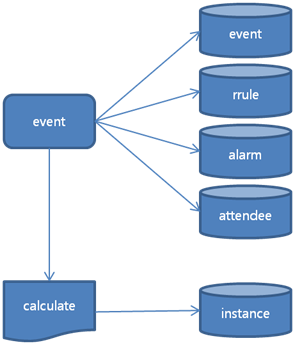 event
rrule
event
alarm
attendee
calculate
instance